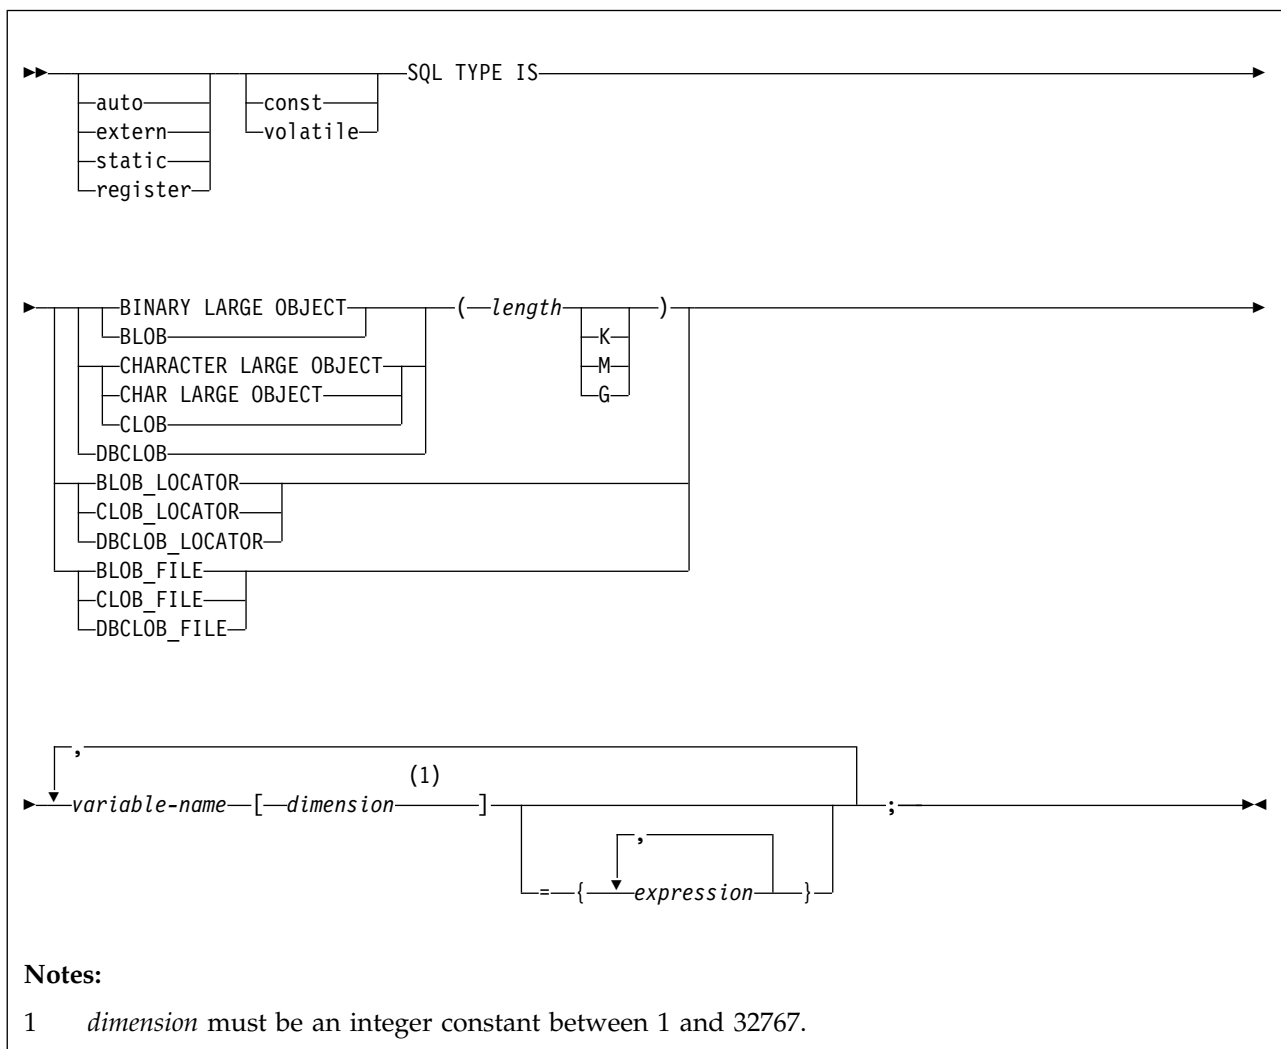 SQL TYPE IS
auto const
extern volatile
static
register
BINARY LARGE OBJECT ( length )
BLOB K
CHARACTER LARGE OBJECT M
CHAR LARGE OBJECT G
CLOB
DBCLOB
BLOB_LOCATOR
CLOB_LOCATOR
DBCLOB_LOCATOR
BLOB_FILE
CLOB_FILE
DBCLOB_FILE
,
(1)
variable-name [ dimension ] ;
,
= { expression }
Notes:
1 dimension must be an integer constant between 1 and 32767.